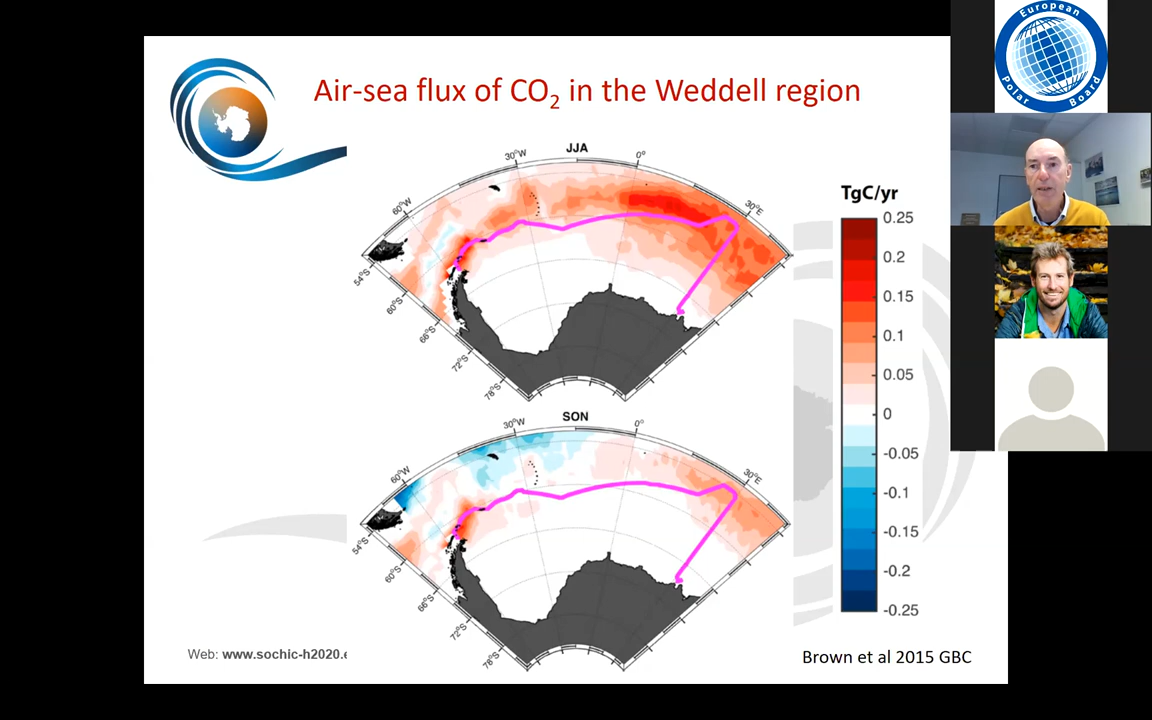 Air-sea flux of CO2 in the Weddell region
JJA
30°W
0°
60°W
30°E
54°S
60°S
66°S
72°S
78°S
SON
30°W
0°
60°W
30°E
54°S
60°S
66°S
72°S
78°S
TgC/yr
0.25
0.2
0.15
0.1
0.05
0
-0.05
-0.1
-0.15
-0.2
-0.25
Web: www.sochic-h2020.e
Brown et al 2015 GBC
European
Polar Board